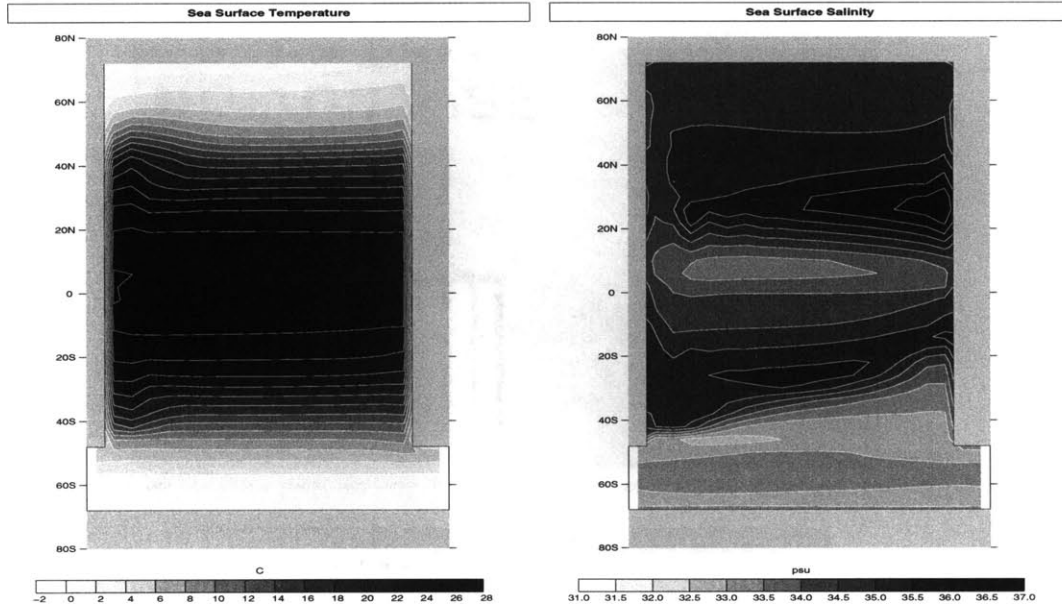 Sea Surface Temperature
80N
60N
40N
20N
0
20S
40S
60S
80S
C
−2 0 2 4 6 8 10 12 14 16 18 20 22 24 26 28
Sea Surface Salinity
80N
60N
40N
20N
0
20S
40S
60S
80S
psu
31.0 31.5 32.0 32.5 33.0 33.5 34.0 34.5 35.0 35.5 36.0 36.5 37.0